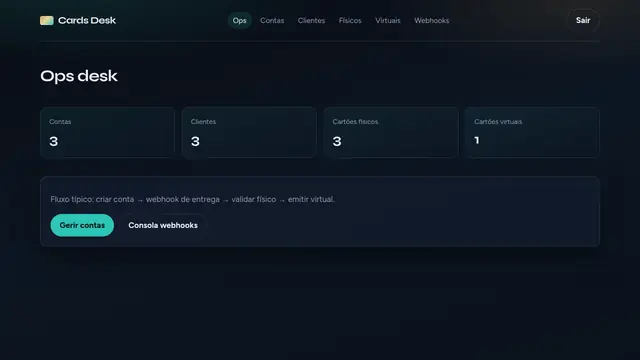 Cards Desk
Ops Contas Clientes Físicos Virtuais Webhooks
Sair
Ops desk
Contas
3
Clientes
3
Cartões físicos
3
Cartões virtuais
1
Fluxo típico: criar conta → webhook de entrega → validar físico → emitir virtual.
Gerir contas
Consola webhooks